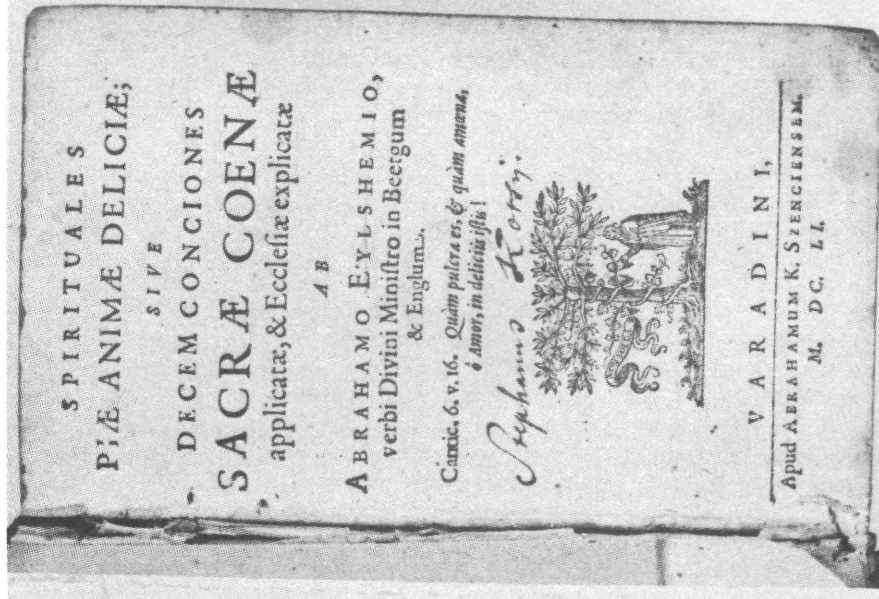 SPIRITUALES
PIÆ ANIMÆ DELICIÆ;
SIVE
DECEM CONCIONES
SACRÆ COENÆ
applicatæ, & Ecclesiæ explicatæ
AB
ABRAHAMO EYLSHEMIO,
verbi Divini Ministro in Beetgum
& Englum.
Cantic. 6. v. 16. Quàm pulcra es, & quàm amœna,
ô Amor, in deliciis istis!
Stephanus
VARADINI,
Apud ABRAHAMUM K. SZENCIENSEM.
M. DC. LI.